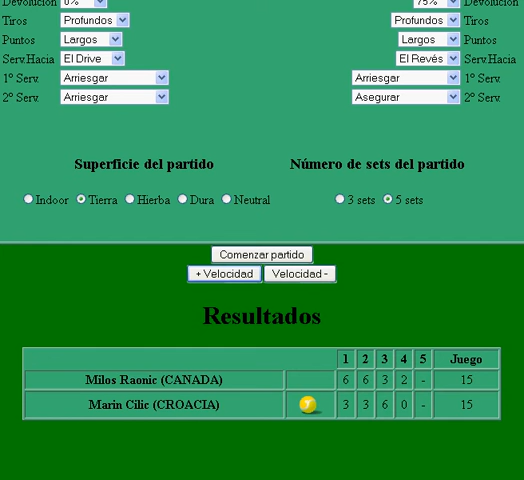 Devolución 0% 75% Devolución
Tiros Profundos Profundos Tiros
Puntos Largos Largos Puntos
Serv.Hacia El Drive El Revés Serv.Hacia
1º Serv. Arriesgar Arriesgar 1º Serv.
2º Serv. Arriesgar Asegurar 2º Serv.
Superficie del partido Número de sets del partido
Indoor Tierra Hierba Dura Neutral 3 sets 5 sets
Comenzar partido
+ Velocidad Velocidad -
Resultados
1 2 3 4 5 Juego
Milos Raonic (CANADA) 6 6 3 2 - 15
Marin Cilic (CROACIA) 3 3 6 0 - 15